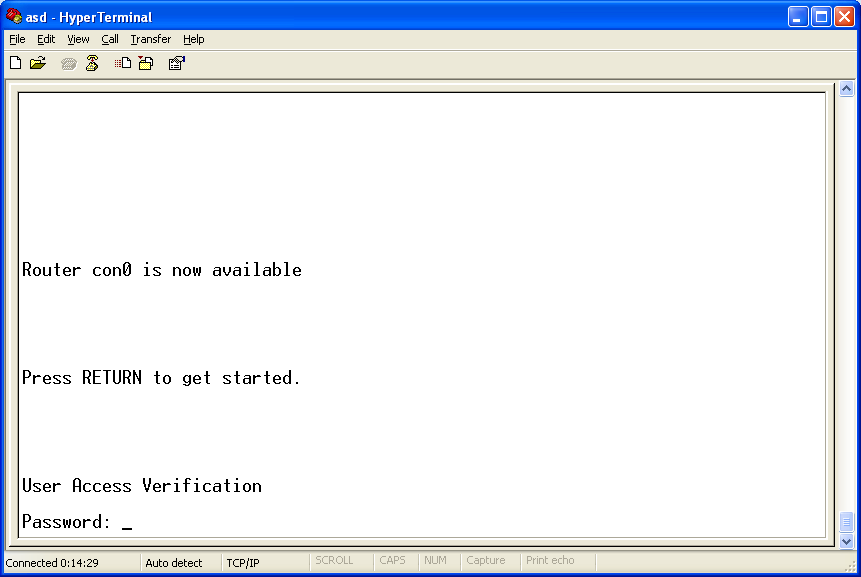 asd - HyperTerminal
File Edit View Call Transfer Help
Router con0 is now available
Press RETURN to get started.
User Access Verification
Password: _
Connected 0:14:29 Auto detect TCP/IP SCROLL CAPS NUM Capture Print echo